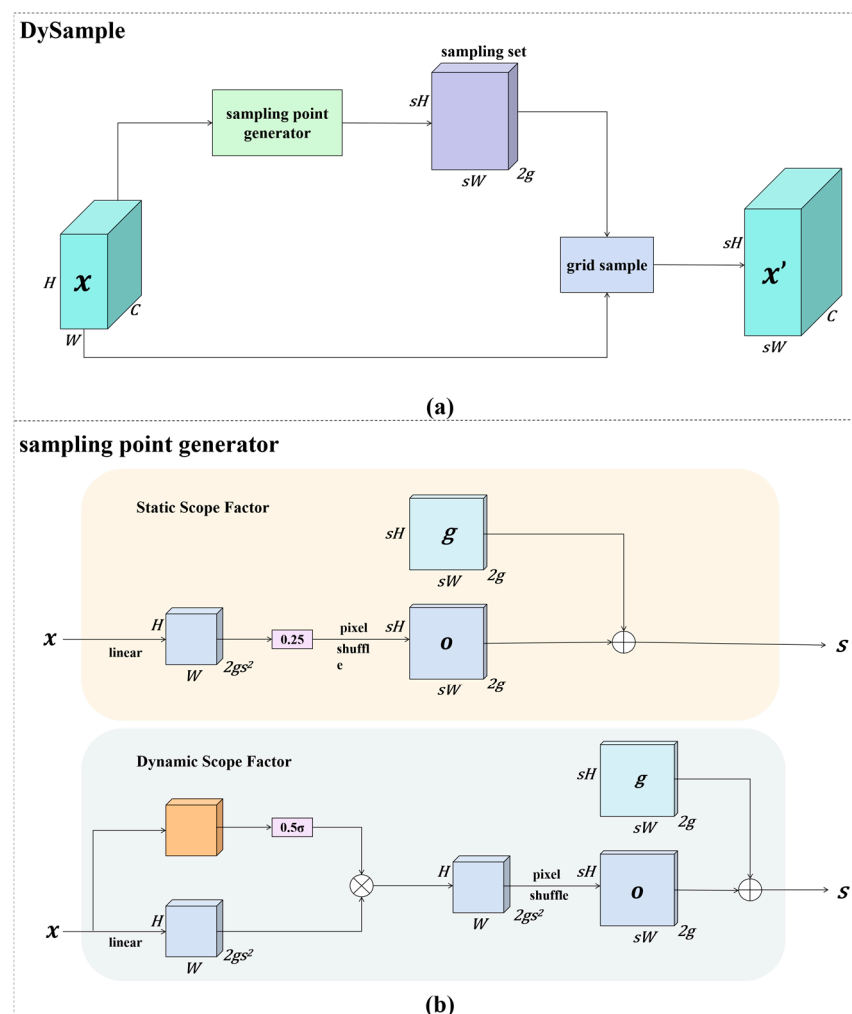 DySample
sampling set
sampling point
generator
sH
sW
2g
x
H
W
C
grid sample
sH
x’
sW
C
(a)
sampling point generator
Static Scope Factor
g
sH
sW
2g
x
linear
H
W
2gs²
0.25
pixel
shuffl
e
sH
o
sW
2g
s
Dynamic Scope Factor
g
sH
sW
2g
0.5σ
x
linear
H
W
2gs²
H
W
2gs²
pixel
shuffle
sH
o
sW
2g
s
(b)